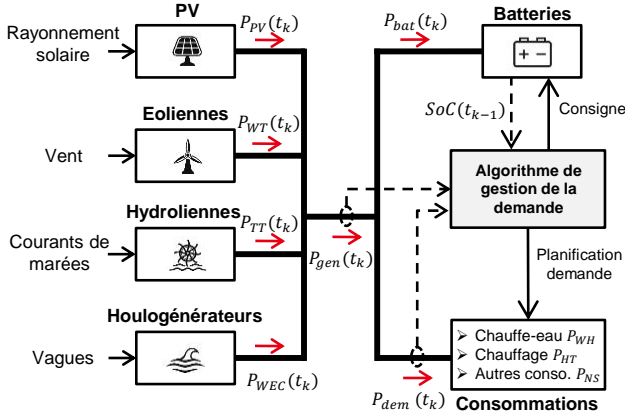 PV
Rayonnement
solaire
P_PV(t_k)
Eoliennes
Vent
P_WT(t_k)
Hydroliennes
Courants de
marées
P_TT(t_k)
Houlogénérateurs
Vagues
P_WEC(t_k)
P_gen(t_k)
P_bat(t_k)
Batteries
SoC(t_{k-1})
Consigne
Algorithme de
gestion de la
demande
Planification
demande
P_dem(t_k)
➢ Chauffe-eau P_WH
➢ Chauffage P_HT
➢ Autres conso. P_NS
Consommations